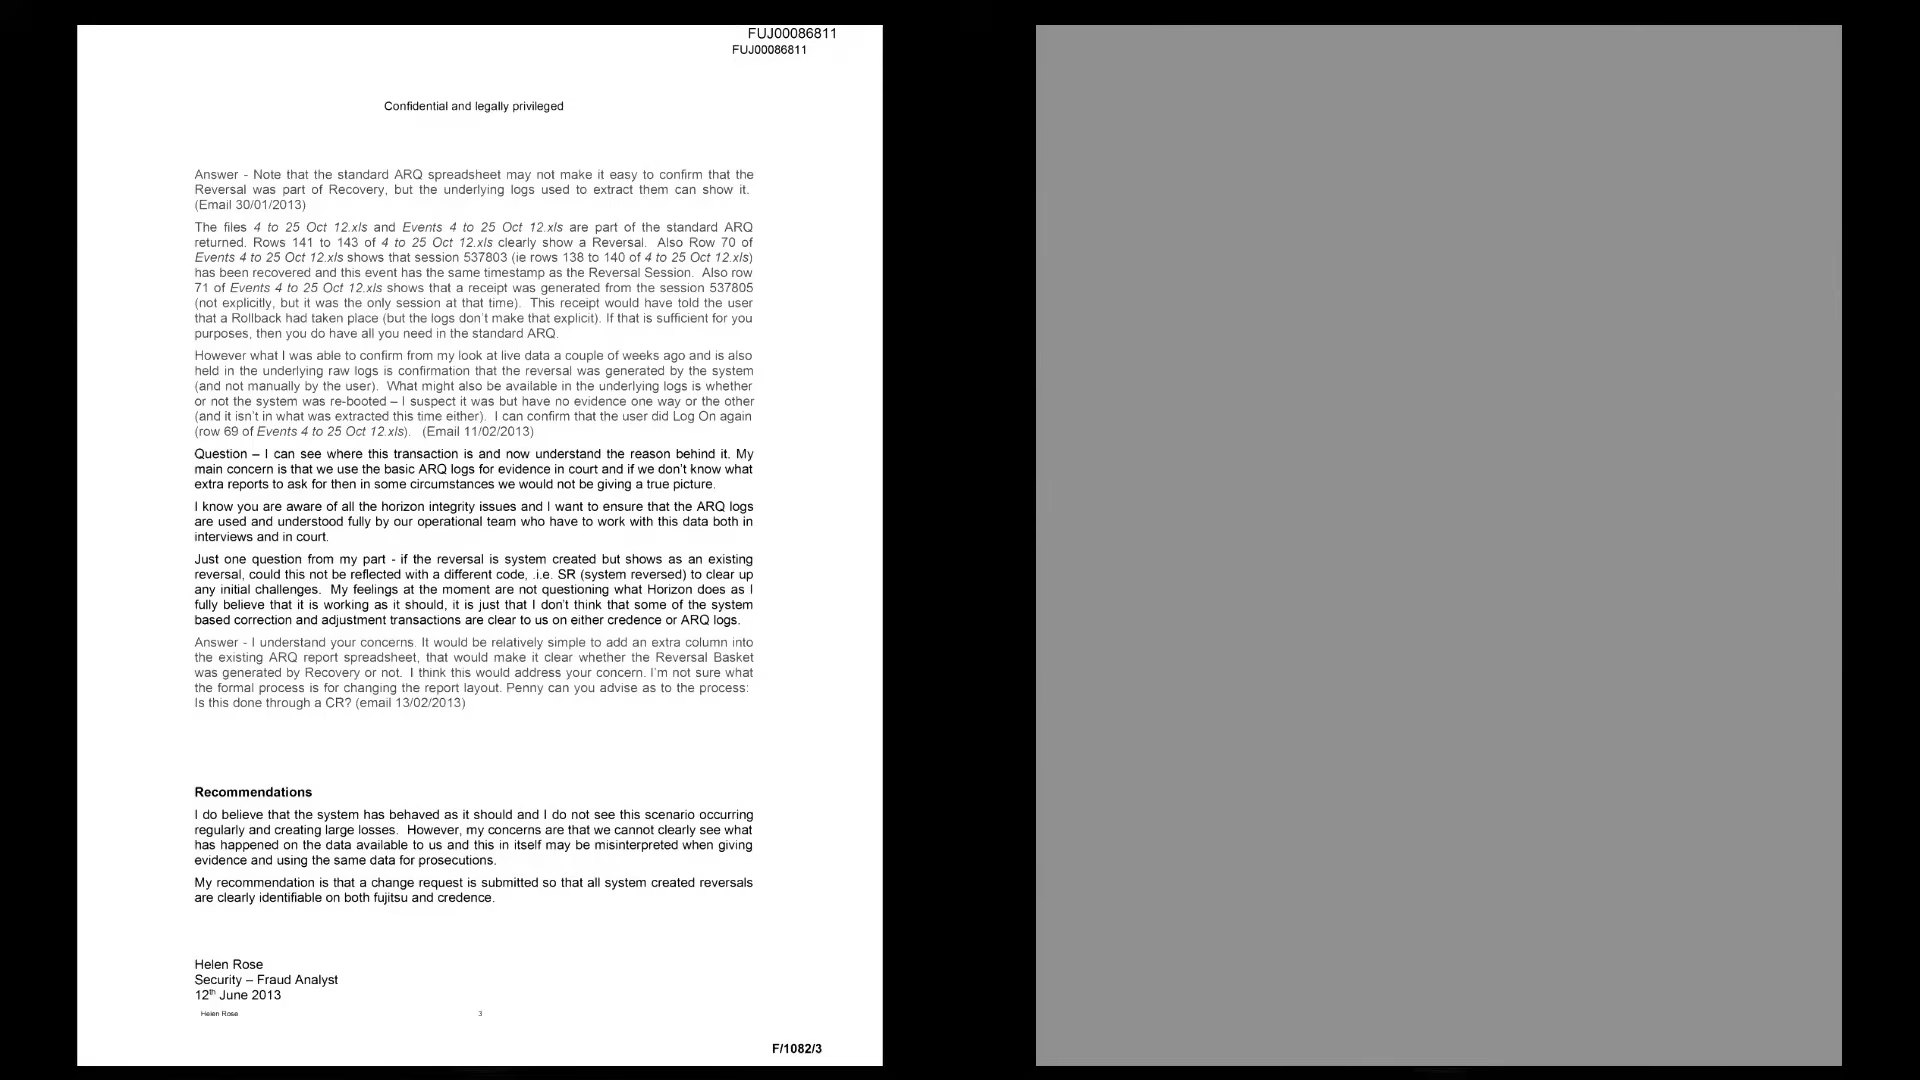 FUJ00086811
FUJ00086811
Confidential and legally privileged
Answer - Note that the standard ARQ spreadsheet may not make it easy to confirm that the
Reversal was part of Recovery, but the underlying logs used to extract them can show it.
(Email 30/01/2013)
The files 4 to 25 Oct 12.xls and Events 4 to 25 Oct 12.xls are part of the standard ARQ
returned. Rows 141 to 143 of 4 to 25 Oct 12.xls clearly show a Reversal. Also Row 70 of
Events 4 to 25 Oct 12.xls shows that session 537803 (ie rows 138 to 140 of 4 to 25 Oct 12.xls)
has been recovered and this event has the same timestamp as the Reversal Session. Also row
71 of Events 4 to 25 Oct 12.xls shows that a receipt was generated from the session 537805
(not explicitly, but it was the only session at that time). This receipt would have told the user
that a Rollback had taken place (but the logs don't make that explicit). If that is sufficient for you
purposes, then you do have all you need in the standard ARQ.
However what I was able to confirm from my look at live data a couple of weeks ago and is also
held in the underlying raw logs is confirmation that the reversal was generated by the system
(and not manually by the user). What might also be available in the underlying logs is whether
or not the system was re-booted – I suspect it was but have no evidence one way or the other
(and it isn't in what was extracted this time either). I can confirm that the user did Log On again
(row 69 of Events 4 to 25 Oct 12.xls). (Email 11/02/2013)
Question – I can see where this transaction is and now understand the reason behind it. My
main concern is that we use the basic ARQ logs for evidence in court and if we don't know what
extra reports to ask for then in some circumstances we would not be giving a true picture.
I know you are aware of all the horizon integrity issues and I want to ensure that the ARQ logs
are used and understood fully by our operational team who have to work with this data both in
interviews and in court.
Just one question from my part - if the reversal is system created but shows as an existing
reversal, could this not be reflected with a different code, .i.e. SR (system reversed) to clear up
any initial challenges. My feelings at the moment are not questioning what Horizon does as I
fully believe that it is working as it should, it is just that I don't think that some of the system
based correction and adjustment transactions are clear to us on either credence or ARQ logs.
Answer - I understand your concerns. It would be relatively simple to add an extra column into
the existing ARQ report spreadsheet, that would make it clear whether the Reversal Basket
was generated by Recovery or not. I think this would address your concern. I'm not sure what
the formal process is for changing the report layout. Penny can you advise as to the process:
Is this done through a CR? (email 13/02/2013)
Recommendations
I do believe that the system has behaved as it should and I do not see this scenario occurring
regularly and creating large losses. However, my concerns are that we cannot clearly see what
has happened on the data available to us and this in itself may be misinterpreted when giving
evidence and using the same data for prosecutions.
My recommendation is that a change request is submitted so that all system created reversals
are clearly identifiable on both fujitsu and credence.
Helen Rose
Security – Fraud Analyst
12th June 2013
Helen Rose 3
F/1082/3